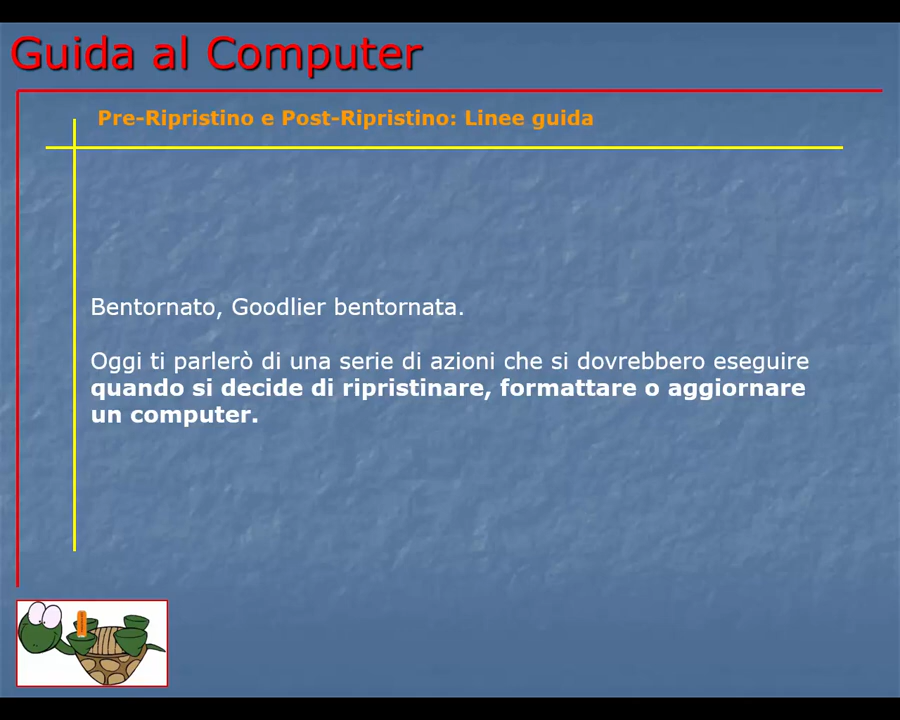 Guida al Computer
Pre-Ripristino e Post-Ripristino: Linee guida
Bentornato, Goodlier bentornata.
Oggi ti parlerò di una serie di azioni che si dovrebbero eseguire
quando si decide di ripristinare, formattare o aggiornare
un computer.